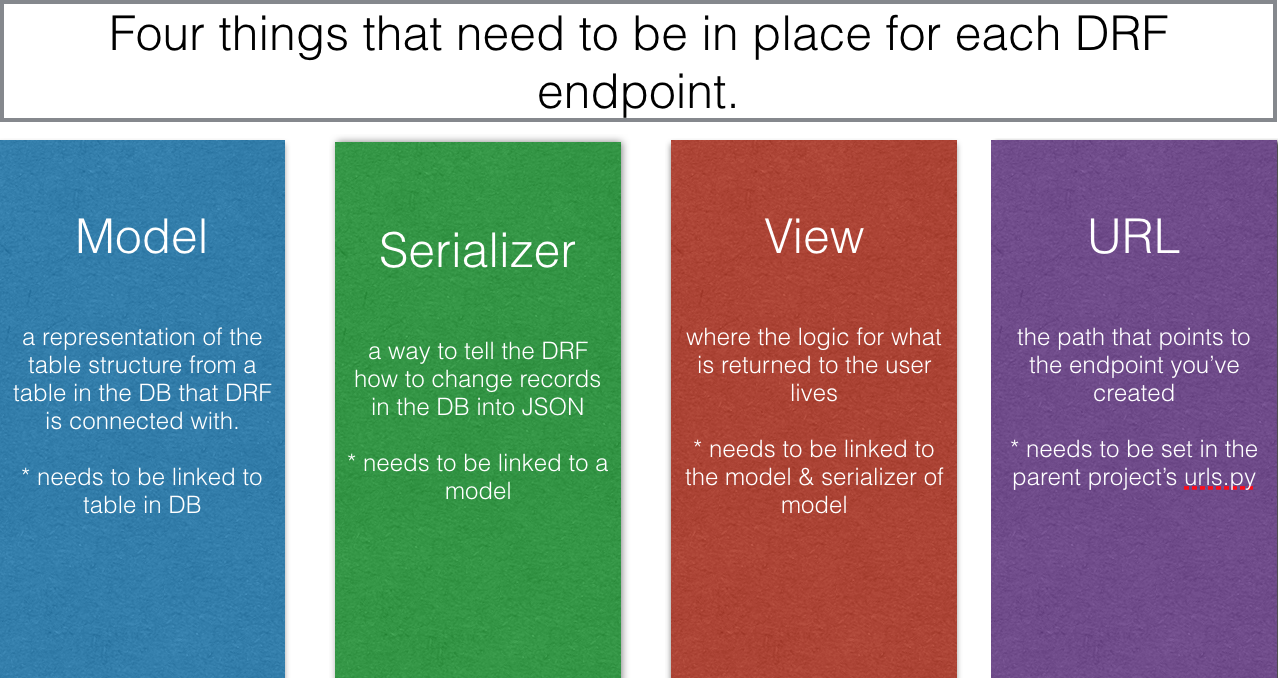 Four things that need to be in place for each DRF
endpoint.
Model
a representation of the
table structure from a
table in the DB that DRF
is connected with.
* needs to be linked to
table in DB
Serializer
a way to tell the DRF
how to change records
in the DB into JSON
* needs to be linked to a
model
View
where the logic for what
is returned to the user
lives
* needs to be linked to
the model & serializer of
model
URL
the path that points to
the endpoint you’ve
created
* needs to be set in the
parent project’s urls.py